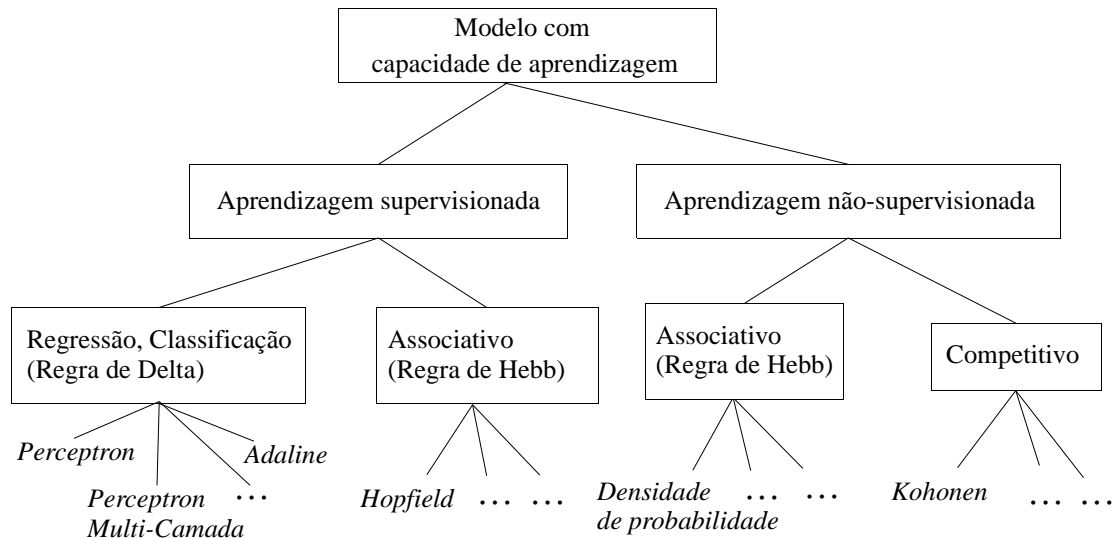 Modelo com
capacidade de aprendizagem
Aprendizagem supervisionada
Aprendizagem não-supervisionada
Regressão, Classificação
(Regra de Delta)
Associativo
(Regra de Hebb)
Associativo
(Regra de Hebb)
Competitivo
Perceptron
Adaline
Perceptron
Multi-Camada
...
Hopfield
... ...
Densidade
de probabilidade
... ...
Kohonen
... ...